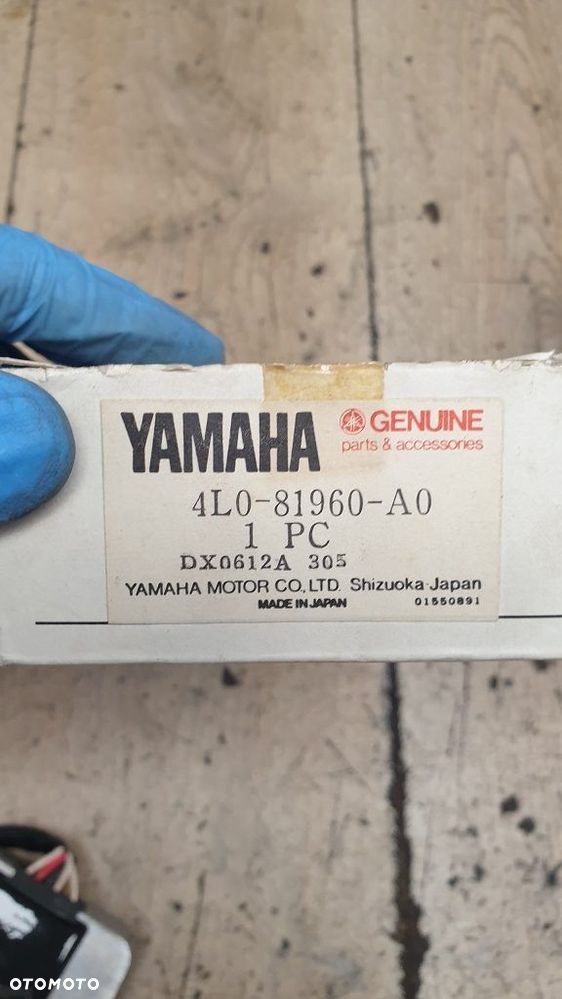 YAMAHA
GENUINE
parts & accessories
4L0-81960-A0
1 PC
DX0612A 305
YAMAHA MOTOR CO., LTD. Shizuoka-Japan
MADE IN JAPAN 01550891
OTOMOTO